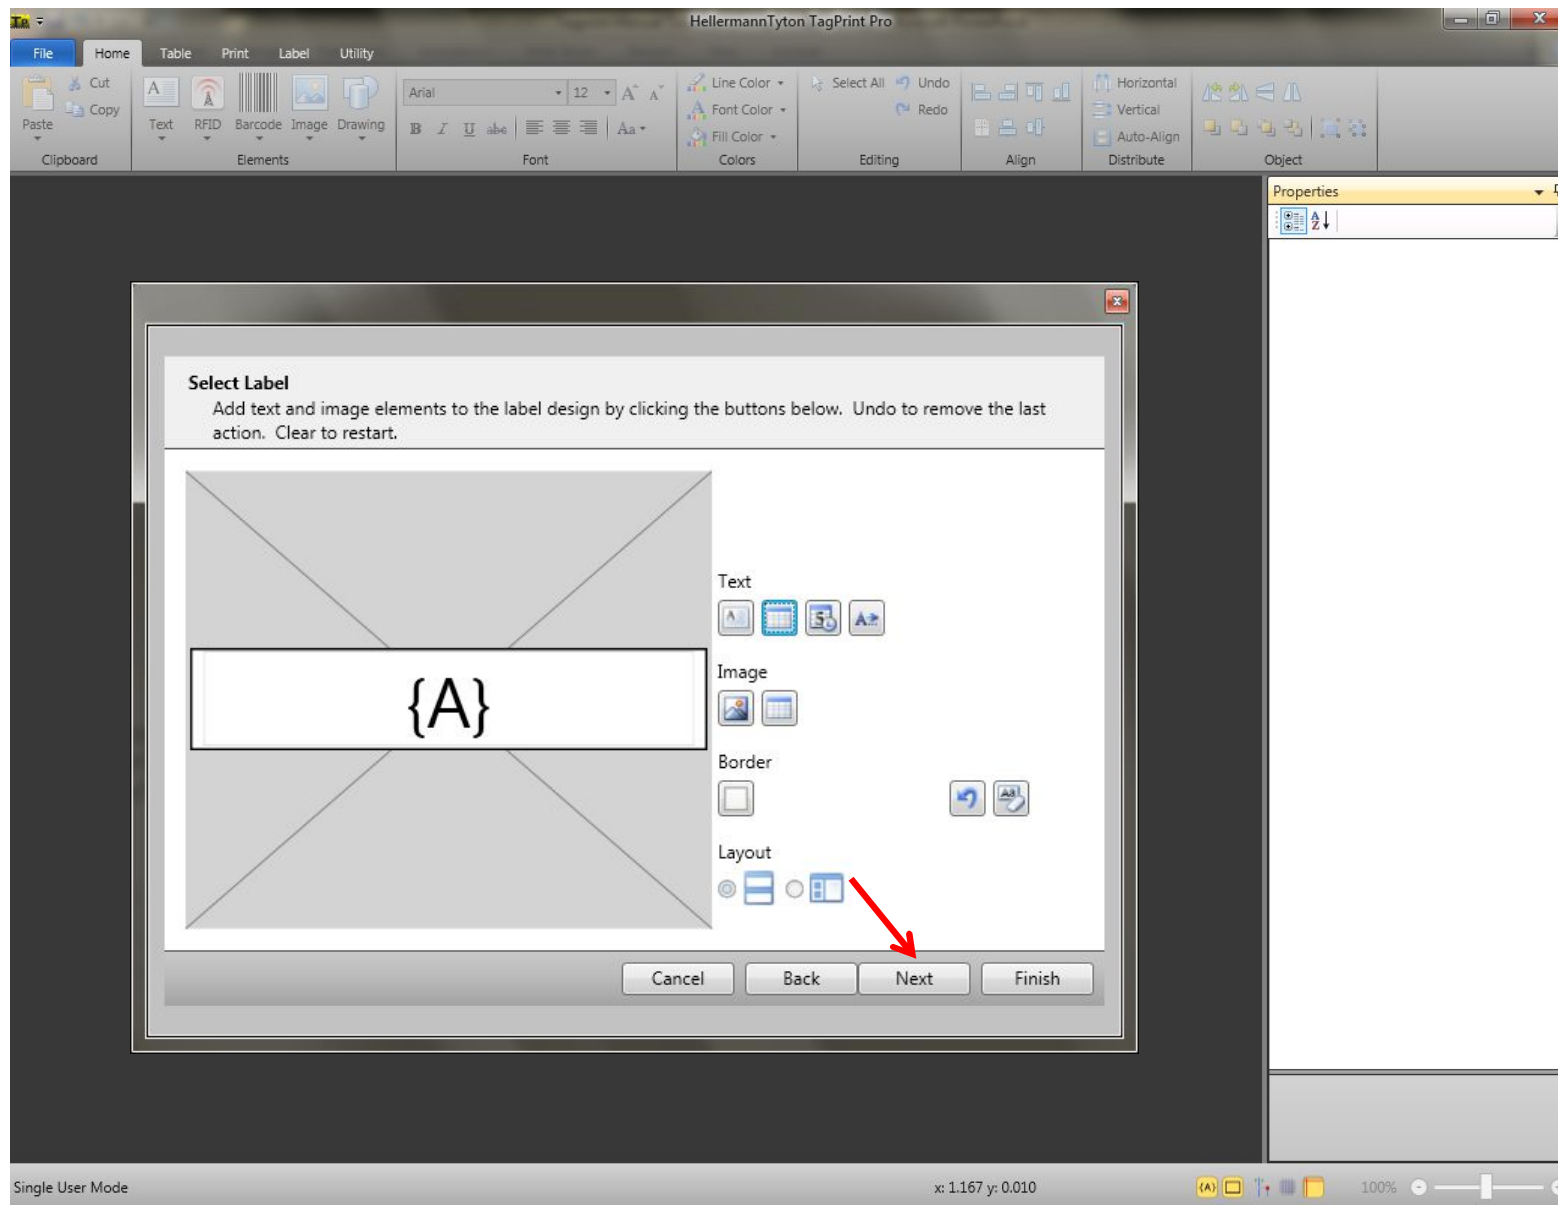 HellermannTyton TagPrint Pro
File Home Table Print Label Utility
Cut
Copy
Paste
Clipboard
Text RFID Barcode Image Drawing
Elements
Arial 12 A A
B I U abc Aa
Font
Line Color
Font Color
Fill Color
Colors
Select All Undo
Redo
Editing
Align
Horizontal
Vertical
Auto-Align
Distribute
Object
Properties
Select Label
Add text and image elements to the label design by clicking the buttons below. Undo to remove the last
action. Clear to restart.
{A}
Text
Image
Border
Layout
Cancel Back Next Finish
Single User Mode x: 1.167 y: 0.010 100%